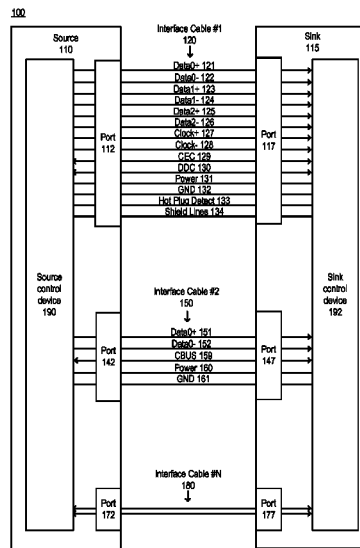 100
Source
110
Interface Cable #1
120
Sink
115
Data0+ 121
Data0- 122
Data1+ 123
Data1- 124
Data2+ 125
Data2- 126
Clock+ 127
Clock- 128
CEC 129
DDC 130
Power 131
GND 132
Hot Plug Detect 133
Shield Lines 134
Port
112
Port
117
Source
control
device
190
Sink
control
device
192
Interface Cable #2
150
Data0+ 151
Data0- 152
CBUS 159
Power 160
GND 161
Port
142
Port
147
Interface Cable #N
180
Port
172
Port
177